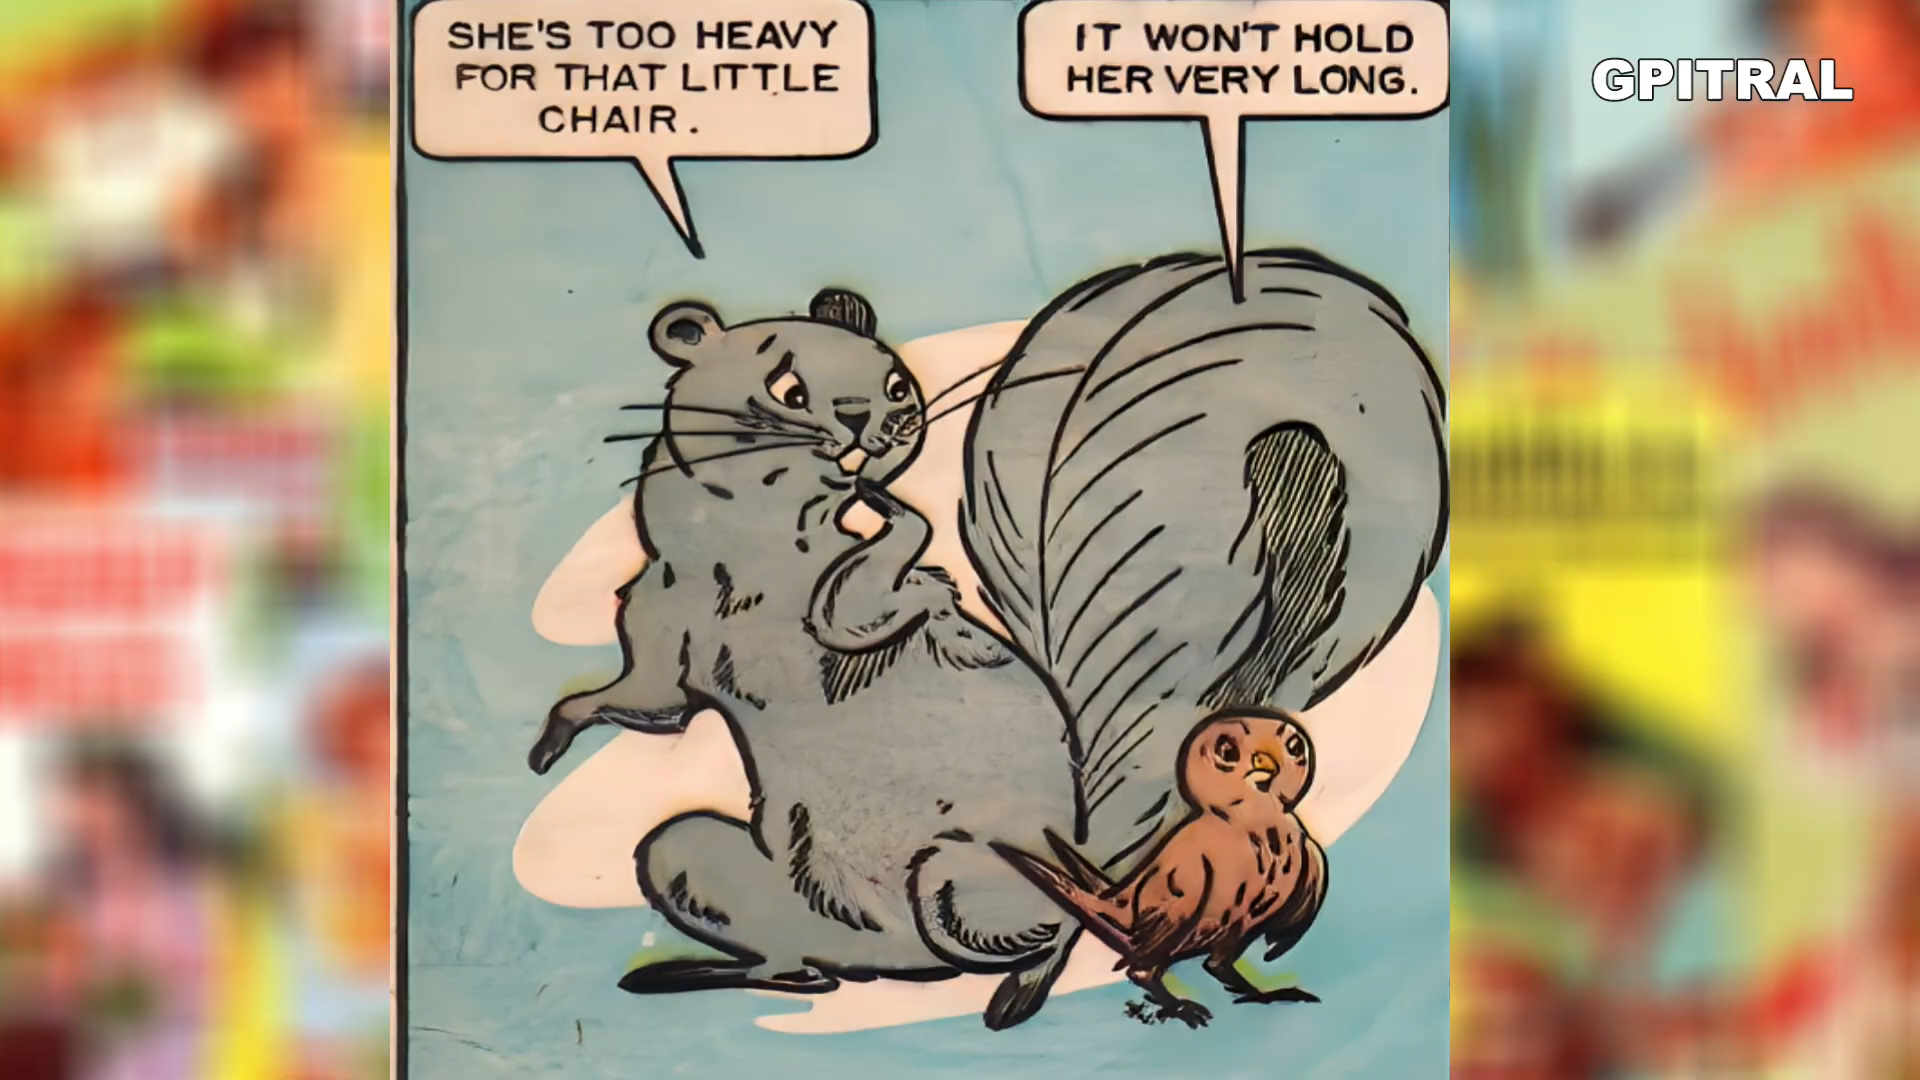 SHE'S TOO HEAVY
FOR THAT LITTLE
CHAIR.
IT WON'T HOLD
HER VERY LONG.
GPITRAL